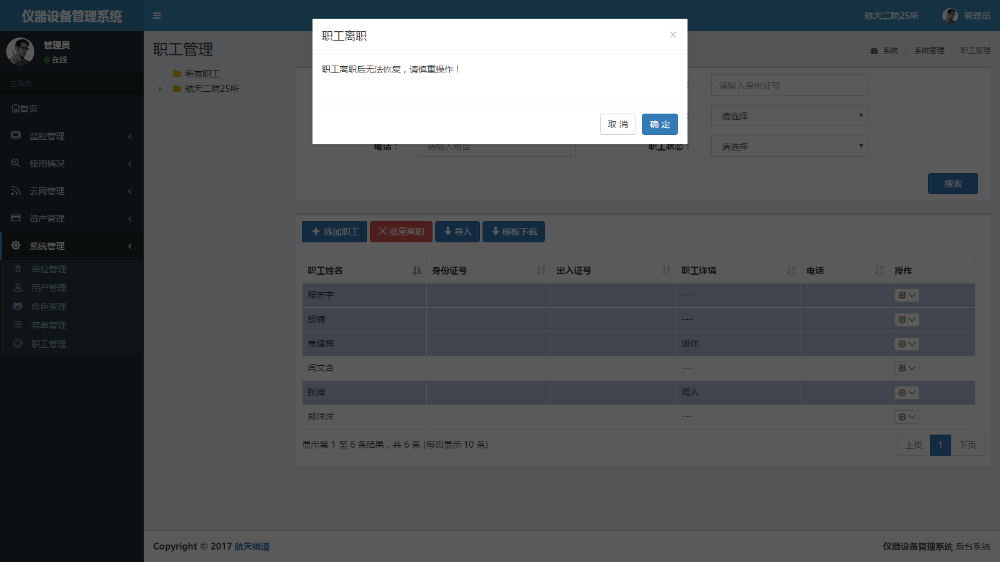 仪器设备管理系统
航天二院25所
管理员
管理员
在线
主导航
首页
监控管理
使用情况
云网管理
资产管理
系统管理
单位管理
用户管理
角色管理
菜单管理
职工管理
职工管理
系统 > 系统管理 > 职工管理
所有职工
航天二院25所
职工离职
×
职工离职后无法恢复，请慎重操作！
取 消
确 定
请输入身份证号
请选择
电话：
请输入电话
职工状态：
请选择
搜索
添加职工
批量离职
导入
模板下载
职工姓名 身份证号 出入证号 职工详情 电话 操作
程志宇 ---
段楠 ---
焦建梅 退休
闫文含 ---
张婵 调入
郑洋洋 ---
显示第 1 至 6 条结果，共 6 条 (每页显示 10 条)
上页 1 下页
Copyright © 2017 航天福道
仪器设备管理系统 后台系统